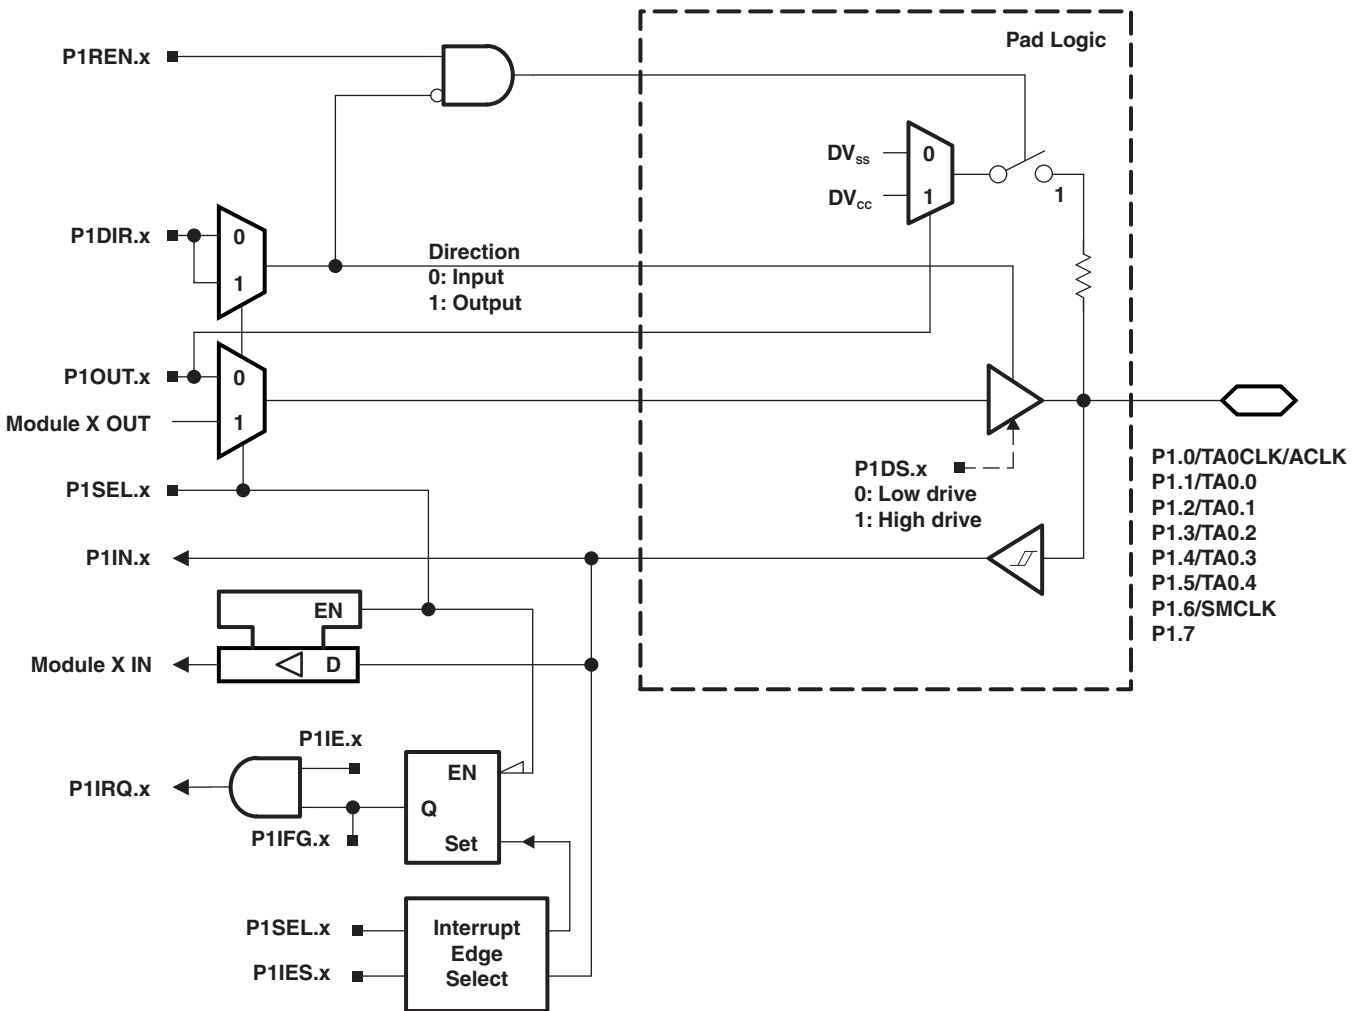 Pad Logic
P1REN.x
DVSS
0
DVCC
1
1
P1DIR.x
0
1
Direction
0: Input
1: Output
P1OUT.x
0
Module X OUT
1
P1SEL.x
P1DS.x
0: Low drive
1: High drive
P1.0/TA0CLK/ACLK
P1.1/TA0.0
P1.2/TA0.1
P1.3/TA0.2
P1.4/TA0.3
P1.5/TA0.4
P1.6/SMCLK
P1.7
P1IN.x
EN
Module X IN
D
P1IE.x
EN
P1IRQ.x
Q
P1IFG.x
Set
P1SEL.x
P1IES.x
Interrupt
Edge
Select